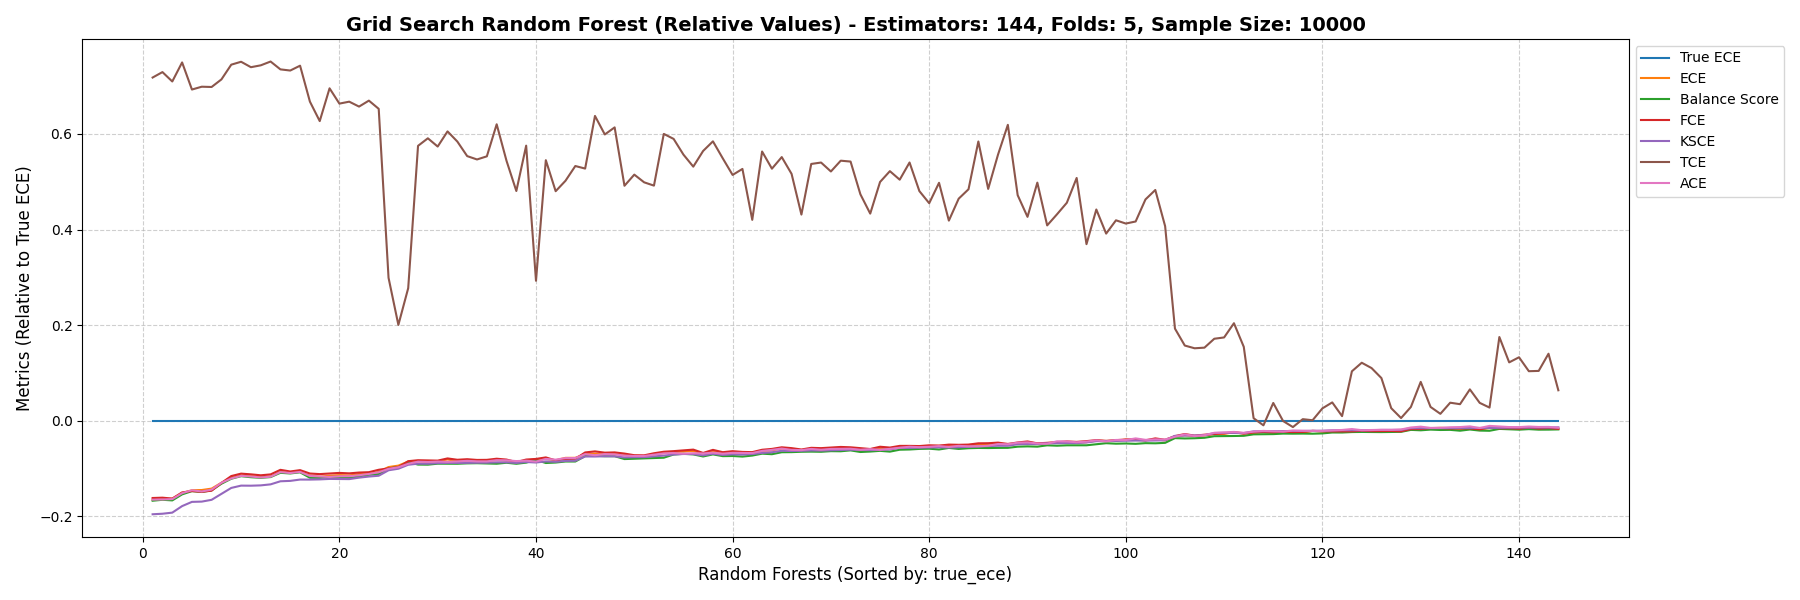 Grid Search Random Forest (Relative Values) - Estimators: 144, Folds: 5, Sample Size: 10000
Metrics (Relative to True ECE)
0.6
0.4
0.2
0.0
−0.2
0
20
40
60
80
100
120
140
Random Forests (Sorted by: true_ece)
True ECE
ECE
Balance Score
FCE
KSCE
TCE
ACE